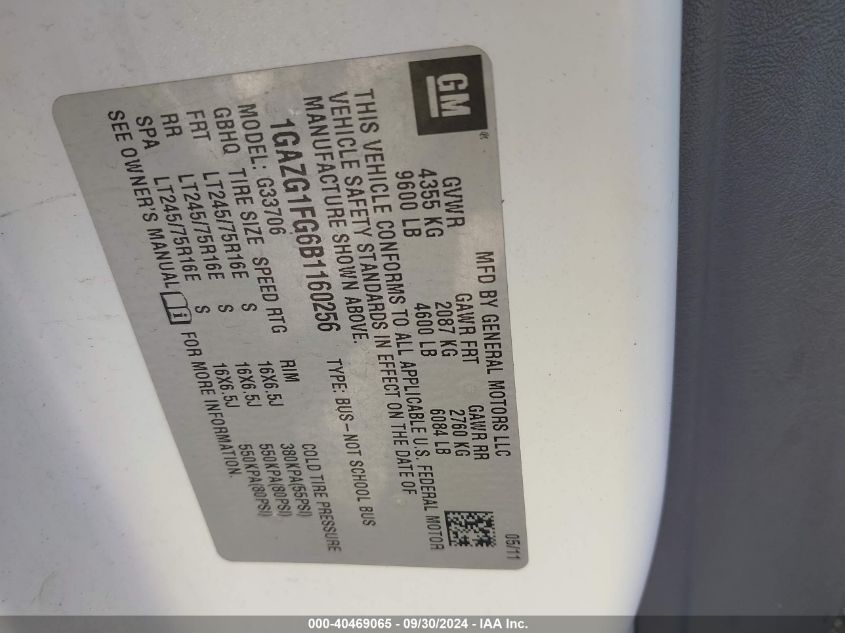 GM
MFD BY GENERAL MOTORS LLC 05/11
GVWR GAWR FRT GAWR RR
4355 KG 2087 KG 2760 KG
9600 LB 4600 LB 6084 LB
THIS VEHICLE CONFORMS TO ALL APPLICABLE U.S. FEDERAL MOTOR
VEHICLE SAFETY STANDARDS IN EFFECT ON THE DATE OF
MANUFACTURE SHOWN ABOVE.
1GAZG1FG6B1160256 TYPE: BUS-NOT SCHOOL BUS
MODEL: G33706
GBHQ TIRE SIZE SPEED RTG RIM COLD TIRE PRESSURE
FRT LT245/75R16E S 16X6.5J 380KPA(55PSI)
RR LT245/75R16E S 16X6.5J 550KPA(80PSI)
SPA LT245/75R16E S 16X6.5J 550KPA(80PSI)
SEE OWNER'S MANUAL FOR MORE INFORMATION.
000-40469065 - 09/30/2024 - IAA Inc.